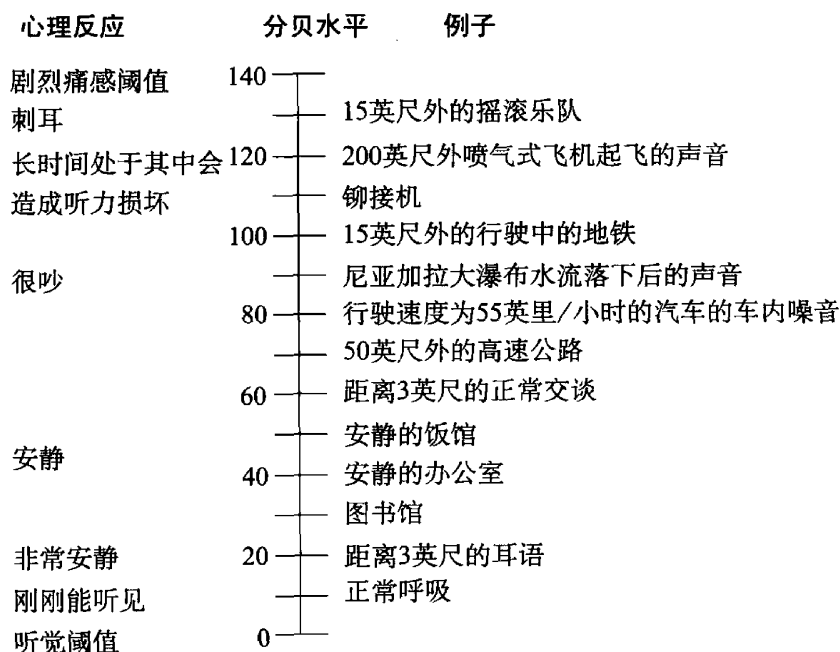 心理反应 分贝水平 例子
剧烈痛感阈值 140
刺耳 15英尺外的摇滚乐队
长时间处于其中会 120 200英尺外喷气式飞机起飞的声音
造成听力损坏 铆接机
100 15英尺外的行驶中的地铁
很吵 尼亚加拉大瀑布水流落下后的声音
80 行驶速度为55英里/小时的汽车的车内噪音
50英尺外的高速公路
60 距离3英尺的正常交谈
安静的饭馆
安静 40 安静的办公室
图书馆
非常安静 20 距离3英尺的耳语
刚刚能听见 正常呼吸
听觉阈值 0